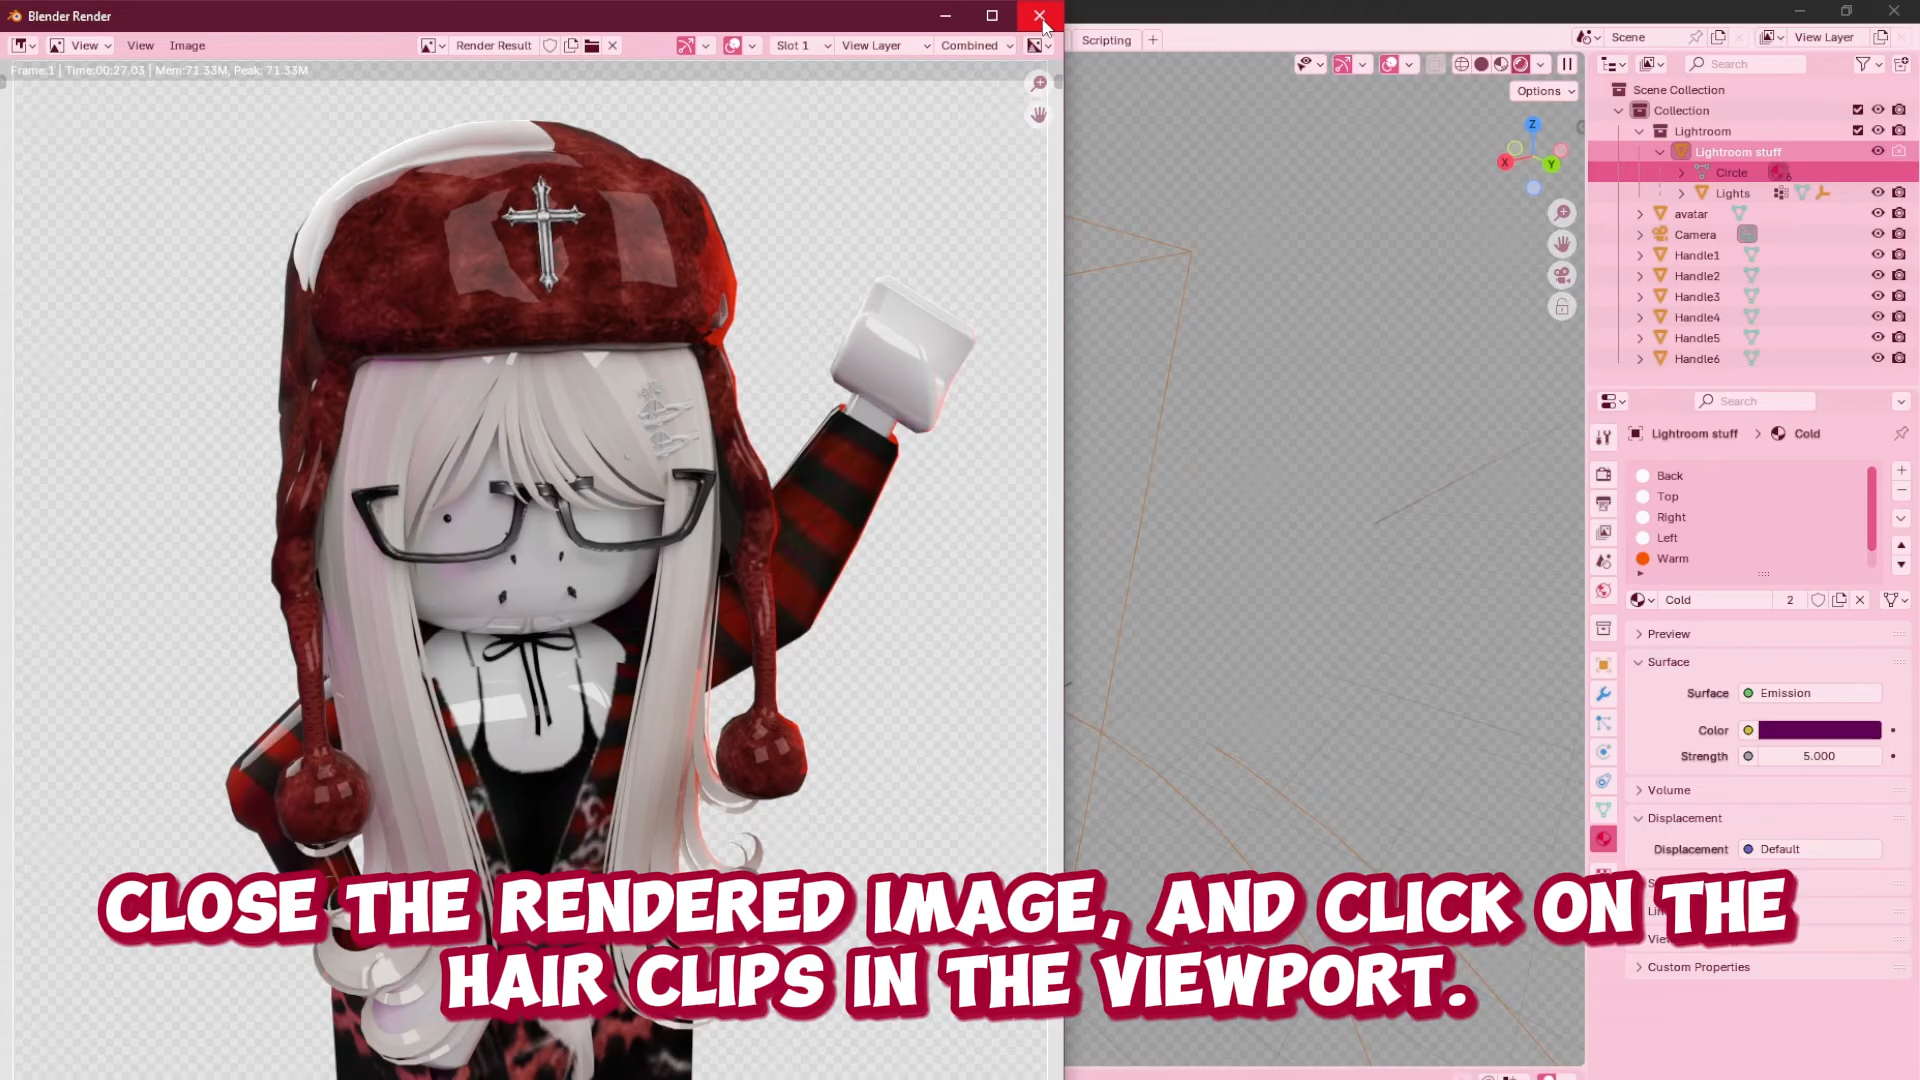 Blender Render
View
View
Image
Render Result
Slot 1
View Layer
Combined
Frame:1 | Time:00:27.03 | Mem:71.33M, Peak: 71.33M
Scripting
Scene
View Layer
Options
Z
X
Y
Search
Scene Collection
Collection
Lightroom
Lightroom stuff
Circle
6
Lights
avatar
Camera
Handle1
Handle2
Handle3
Handle4
Handle5
Handle6
Search
Lightroom stuff > Cold
Back
Top
Right
Left
Warm
Cold 2
Preview
Surface
Surface Emission
Color
Strength 5.000
Volume
Displacement
Displacement Default
Custom Properties
CLOSE THE RENDERED IMAGE, AND CLICK ON THE
HAIR CLIPS IN THE VIEWPORT.